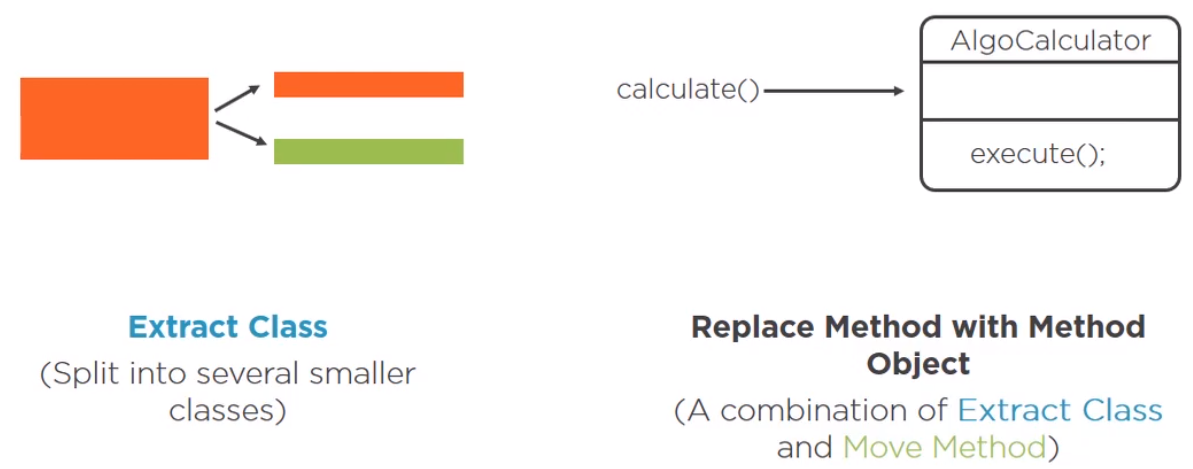 AlgoCalculator
calculate()
execute();
Extract Class
(Split into several smaller
classes)
Replace Method with Method
Object
(A combination of Extract Class
and Move Method)